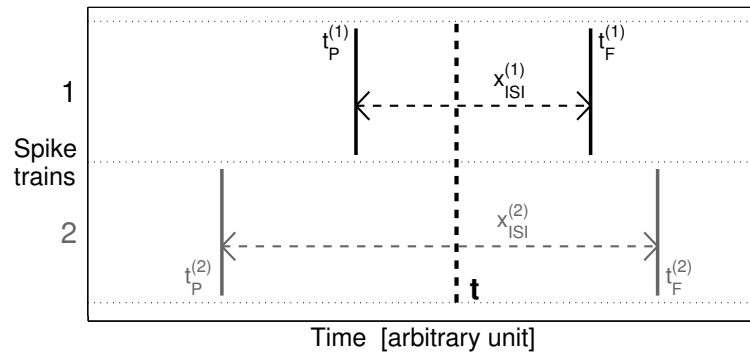 t_P^(1)
t_F^(1)
x_ISI^(1)
1
Spike
trains
2
x_ISI^(2)
t_P^(2)
t
t_F^(2)
Time [arbitrary unit]